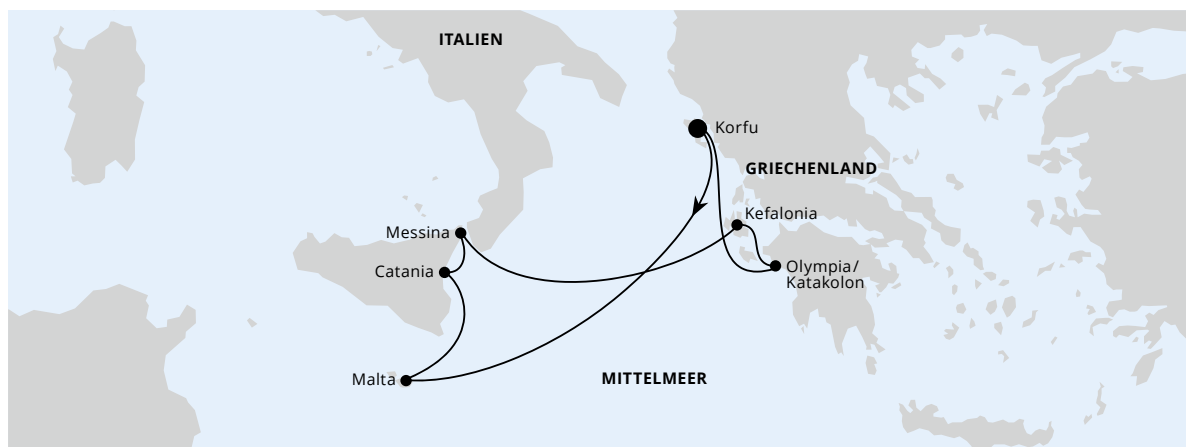 ITALIEN
Korfu
GRIECHENLAND
Kefalonia
Messina
Catania
Olympia/
Katakolon
Malta
MITTELMEER